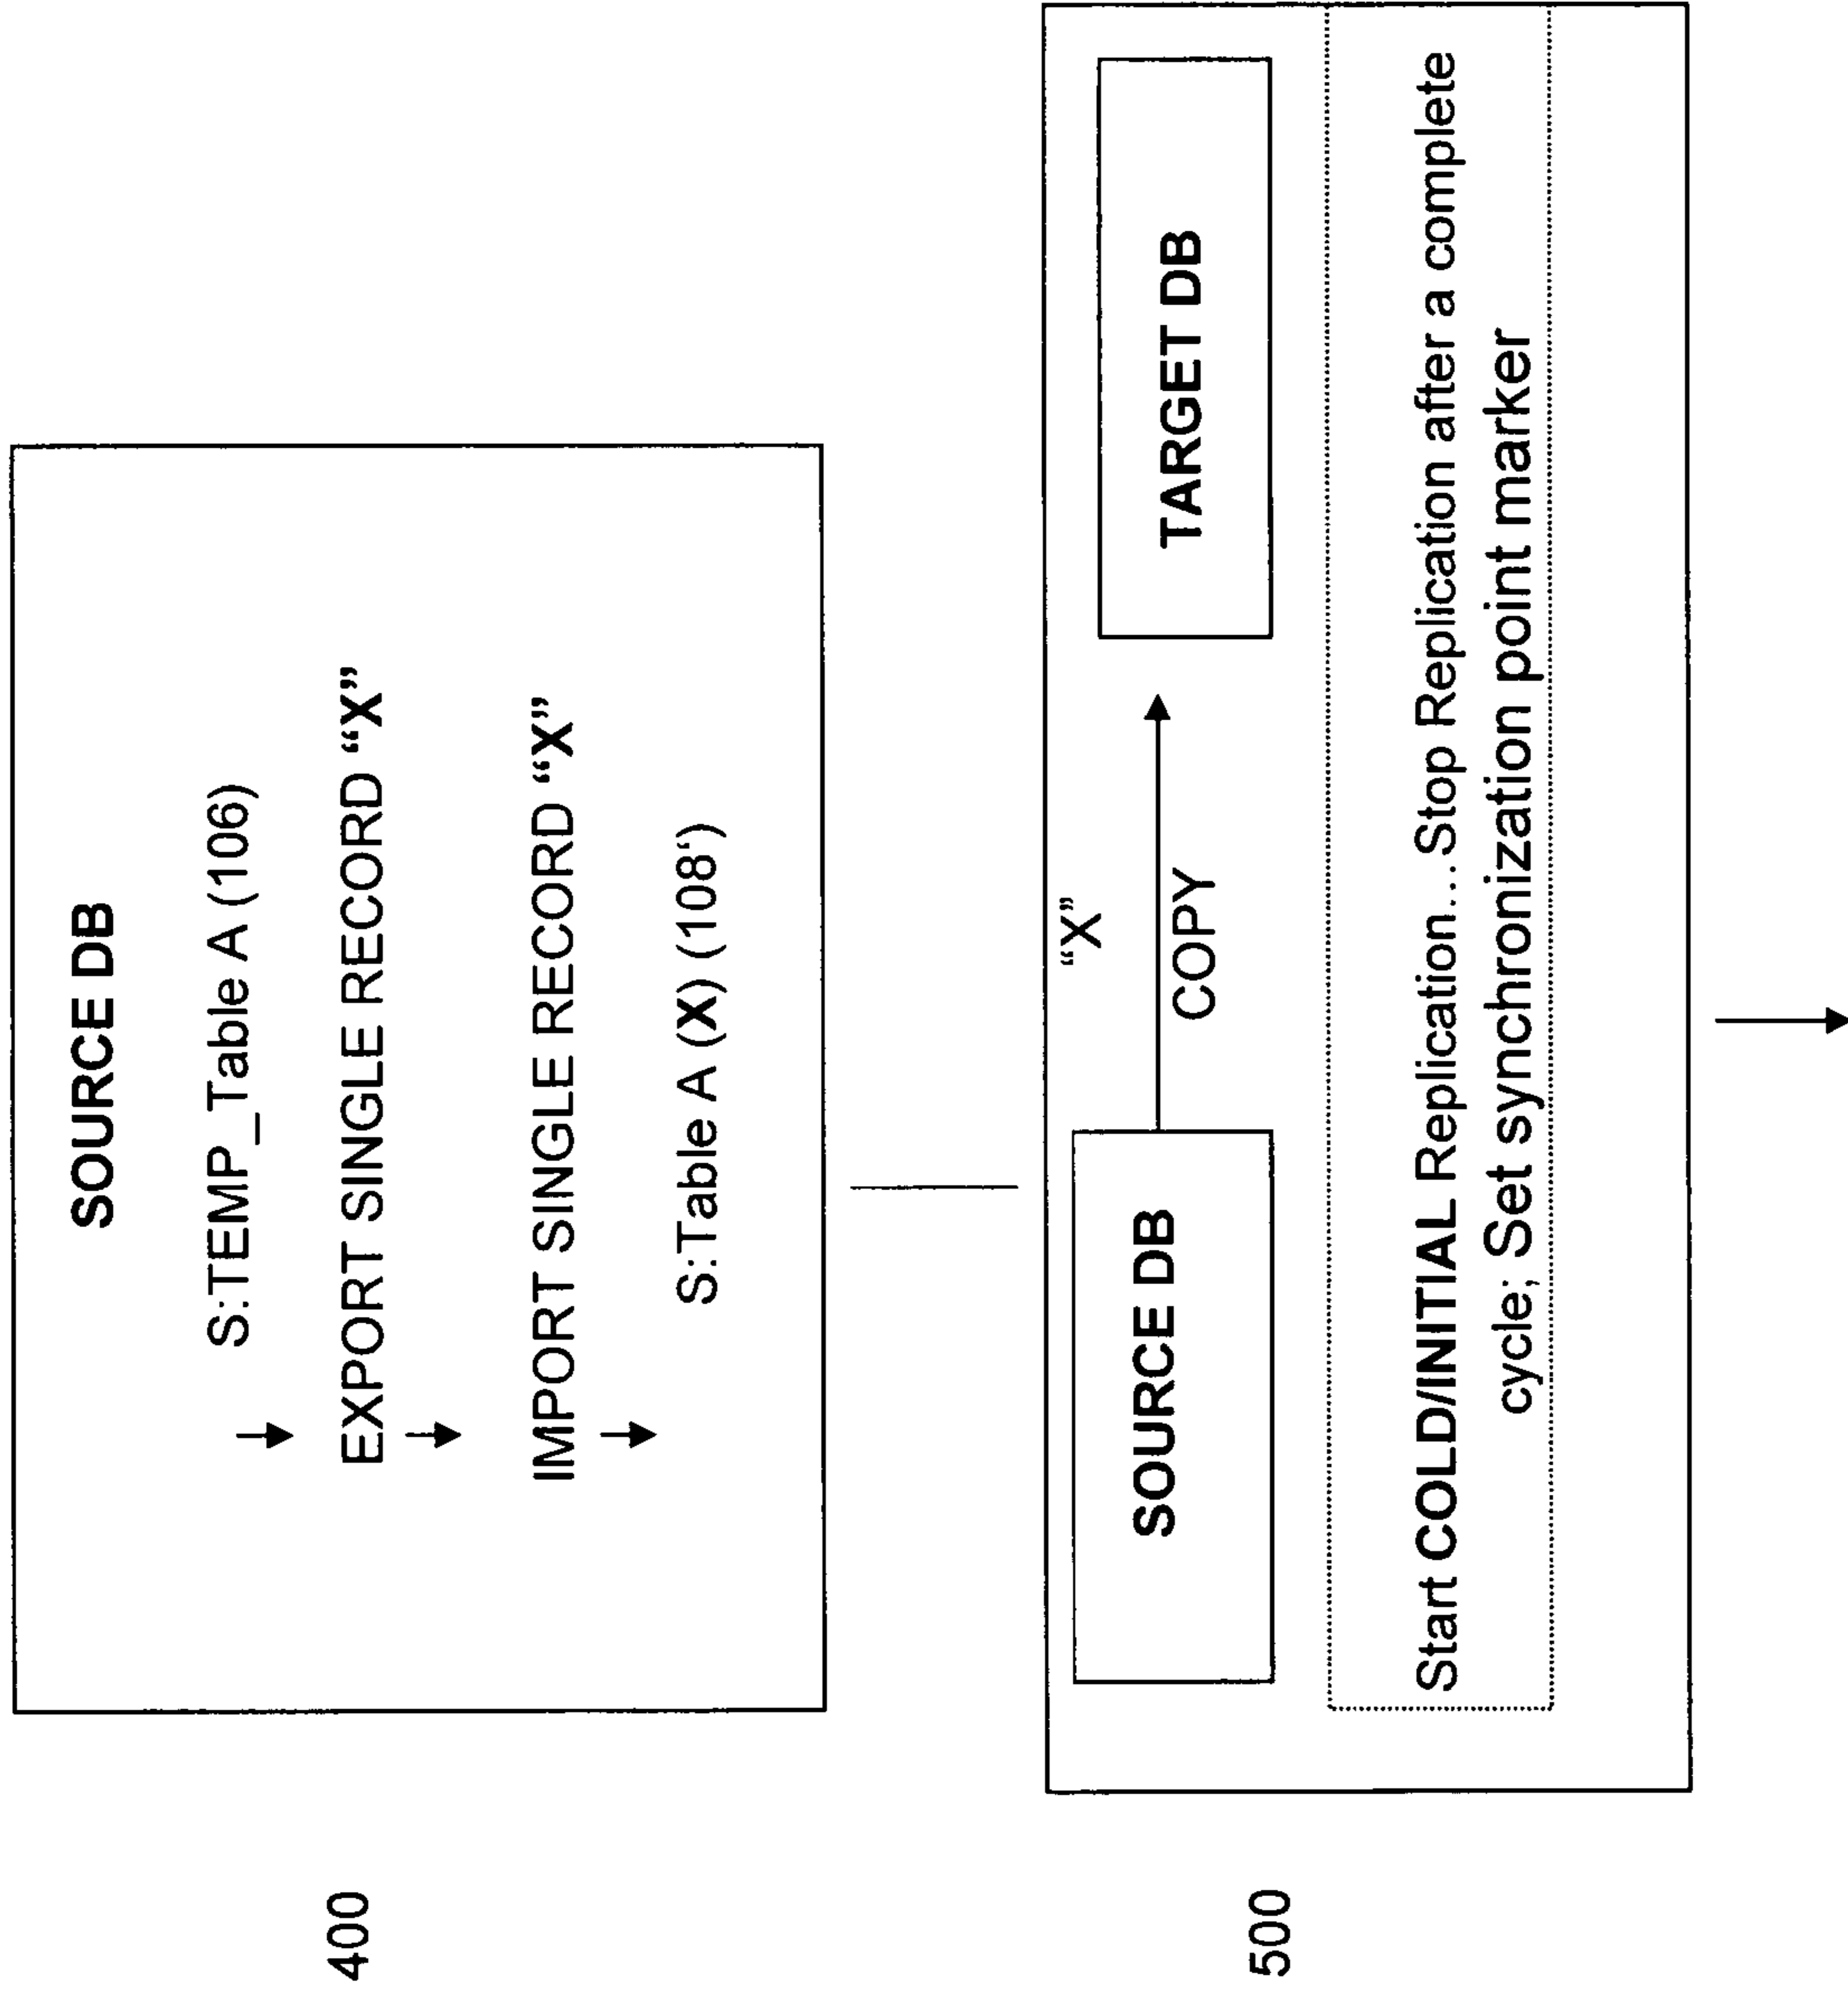 SOURCE DB
S:TEMP_Table A (106)
400
EXPORT SINGLE RECORD “X”
IMPORT SINGLE RECORD “X”
S:Table A (X) (108‘)
“X”
SOURCE DB
COPY
TARGET DB
500
Start COLD/INITIAL Replication…Stop Replication after a complete
cycle; Set synchronization point marker